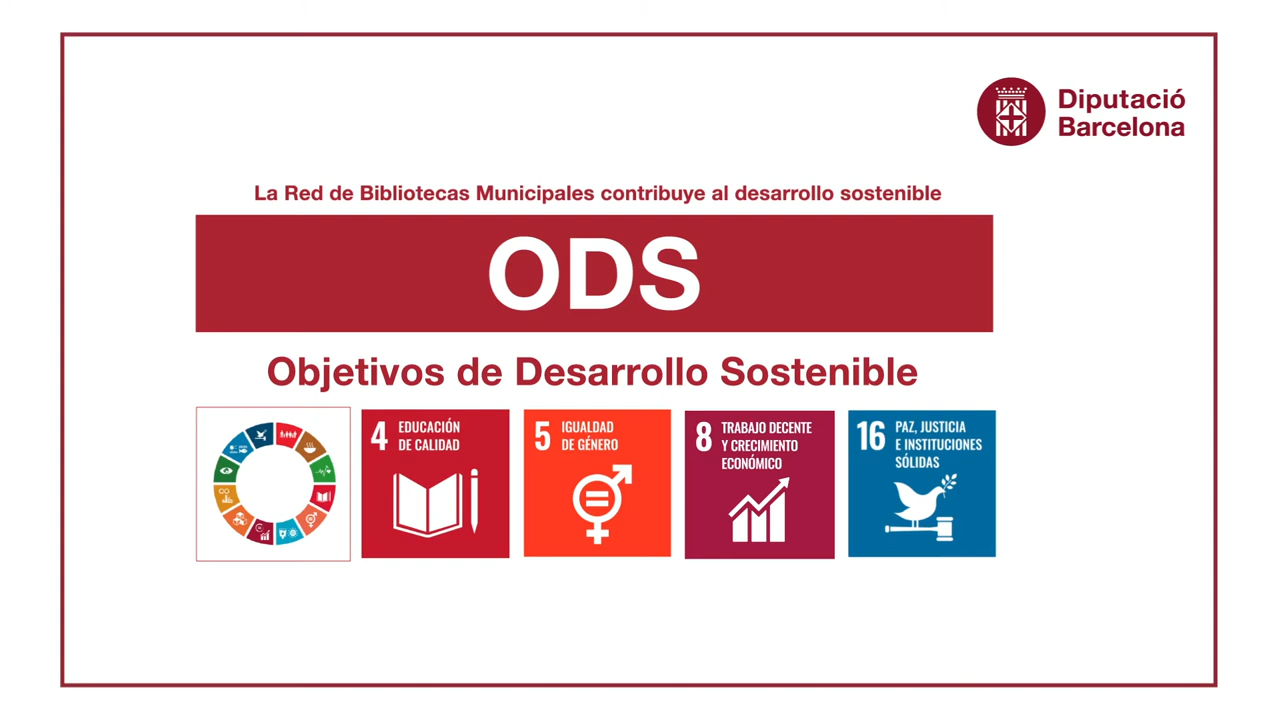 Diputació
Barcelona
La Red de Bibliotecas Municipales contribuye al desarrollo sostenible
ODS
Objetivos de Desarrollo Sostenible
4 EDUCACIÓN
DE CALIDAD
5 IGUALDAD
DE GÉNERO
8 TRABAJO DECENTE
Y CRECIMIENTO
ECONÓMICO
16 PAZ, JUSTICIA
E INSTITUCIONES
SÓLIDAS